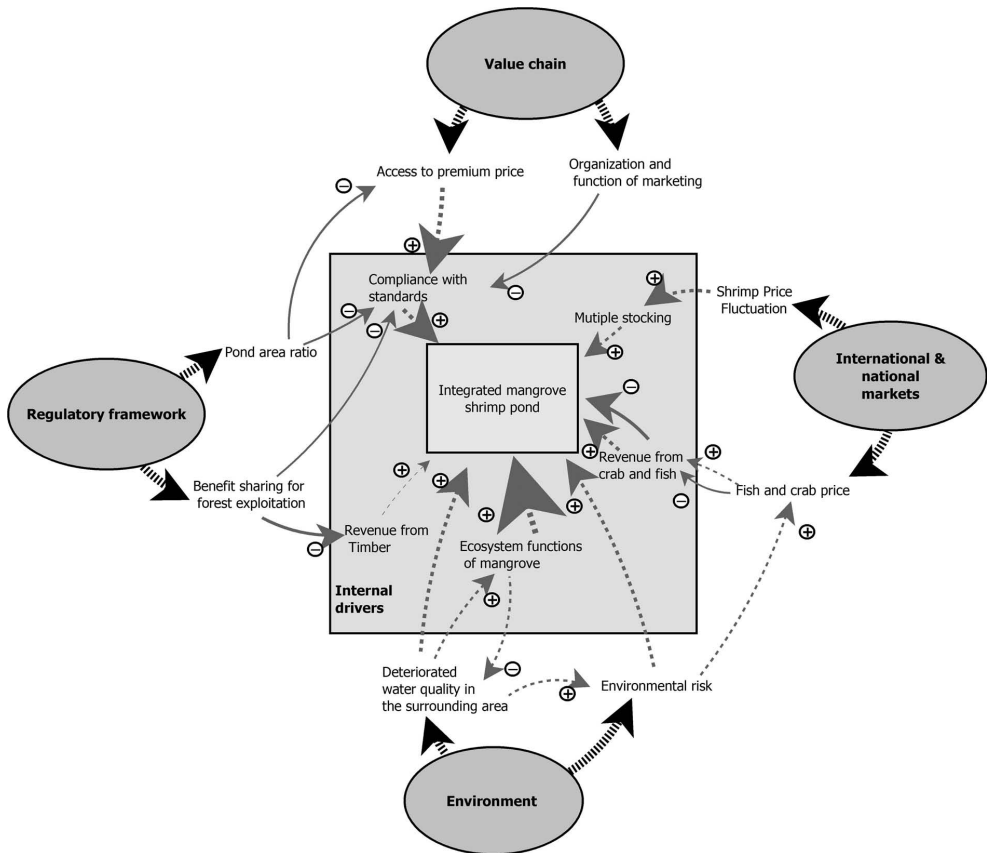 Value chain
Access to premium price
Organization and
function of marketing
−
+
Compliance with
standards
−
−
−
+
+
Shrimp Price
Fluctuation
Mutiple stocking
+
Pond area ratio
Integrated mangrove
shrimp pond
International &
national
markets
Regulatory framework
−
+
Revenue from
crab and fish
+
−
Fish and crab price
Benefit sharing for
forest exploitation
+
+
+
+
−
Revenue from
Timber
Ecosystem functions
of mangrove
+
+
Internal
drivers
−
Deteriorated
water quality in
the surrounding area
+
Environmental risk
Environment